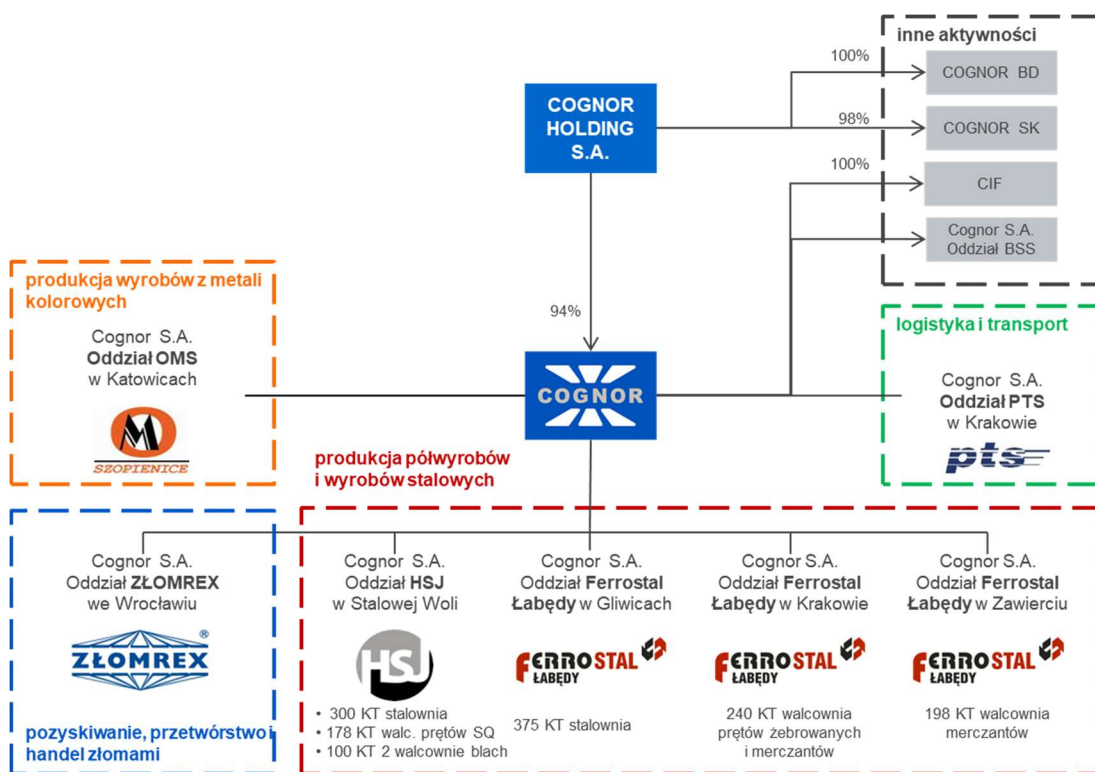 inne aktywności
100%
COGNOR BD
COGNOR
HOLDING
S.A.
98%
COGNOR SK
100%
CIF
Cognor S.A.
Oddział BSS
produkcja wyrobów z metali
kolorowych
94%
logistyka i transport
Cognor S.A.
Oddział OMS
w Katowicach
OM
SZOPIENICE
COGNOR
Cognor S.A.
Oddział PTS
w Krakowie
pts
produkcja półwyrobów
i wyrobów stalowych
Cognor S.A.
Oddział ZŁOMREX
we Wrocławiu
ZŁOMREX®
pozyskiwanie, przetwórstwo i
handel złomami
Cognor S.A.
Oddział HSJ
w Stalowej Woli
HSJ
• 300 KT stalownia
• 178 KT walc. prętów SQ
• 100 KT 2 walcownie blach
Cognor S.A.
Oddział Ferrostal
Łabędy w Gliwicach
FERROSTAL
ŁABĘDY
375 KT stalownia
Cognor S.A.
Oddział Ferrostal
Łabędy w Krakowie
FERROSTAL
ŁABĘDY
240 KT walcownia
prętów żebrowanych
i merczantów
Cognor S.A.
Oddział Ferrostal
Łabędy w Zawierciu
FERROSTAL
ŁABĘDY
198 KT walcownia
merczantów